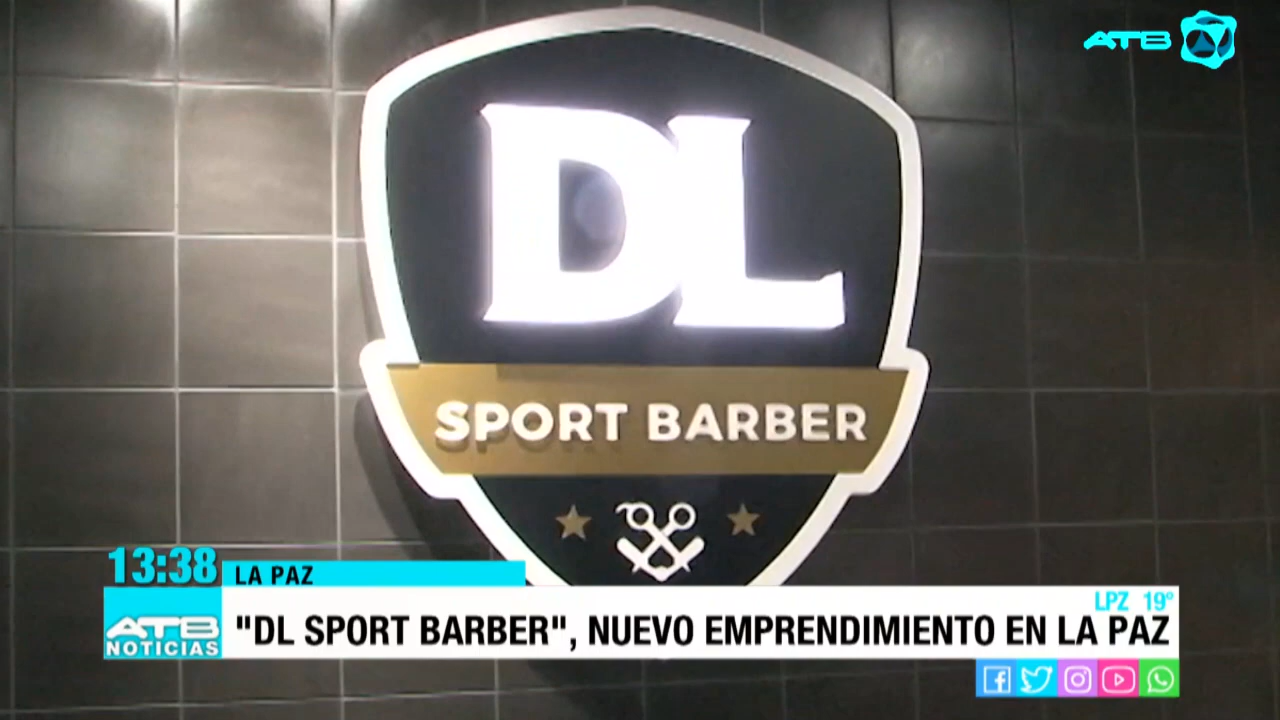 ATB
DL
SPORT BARBER
13:38
LA PAZ
LPZ 19º
ATB
NOTICIAS
"DL SPORT BARBER", NUEVO EMPRENDIMIENTO EN LA PAZ